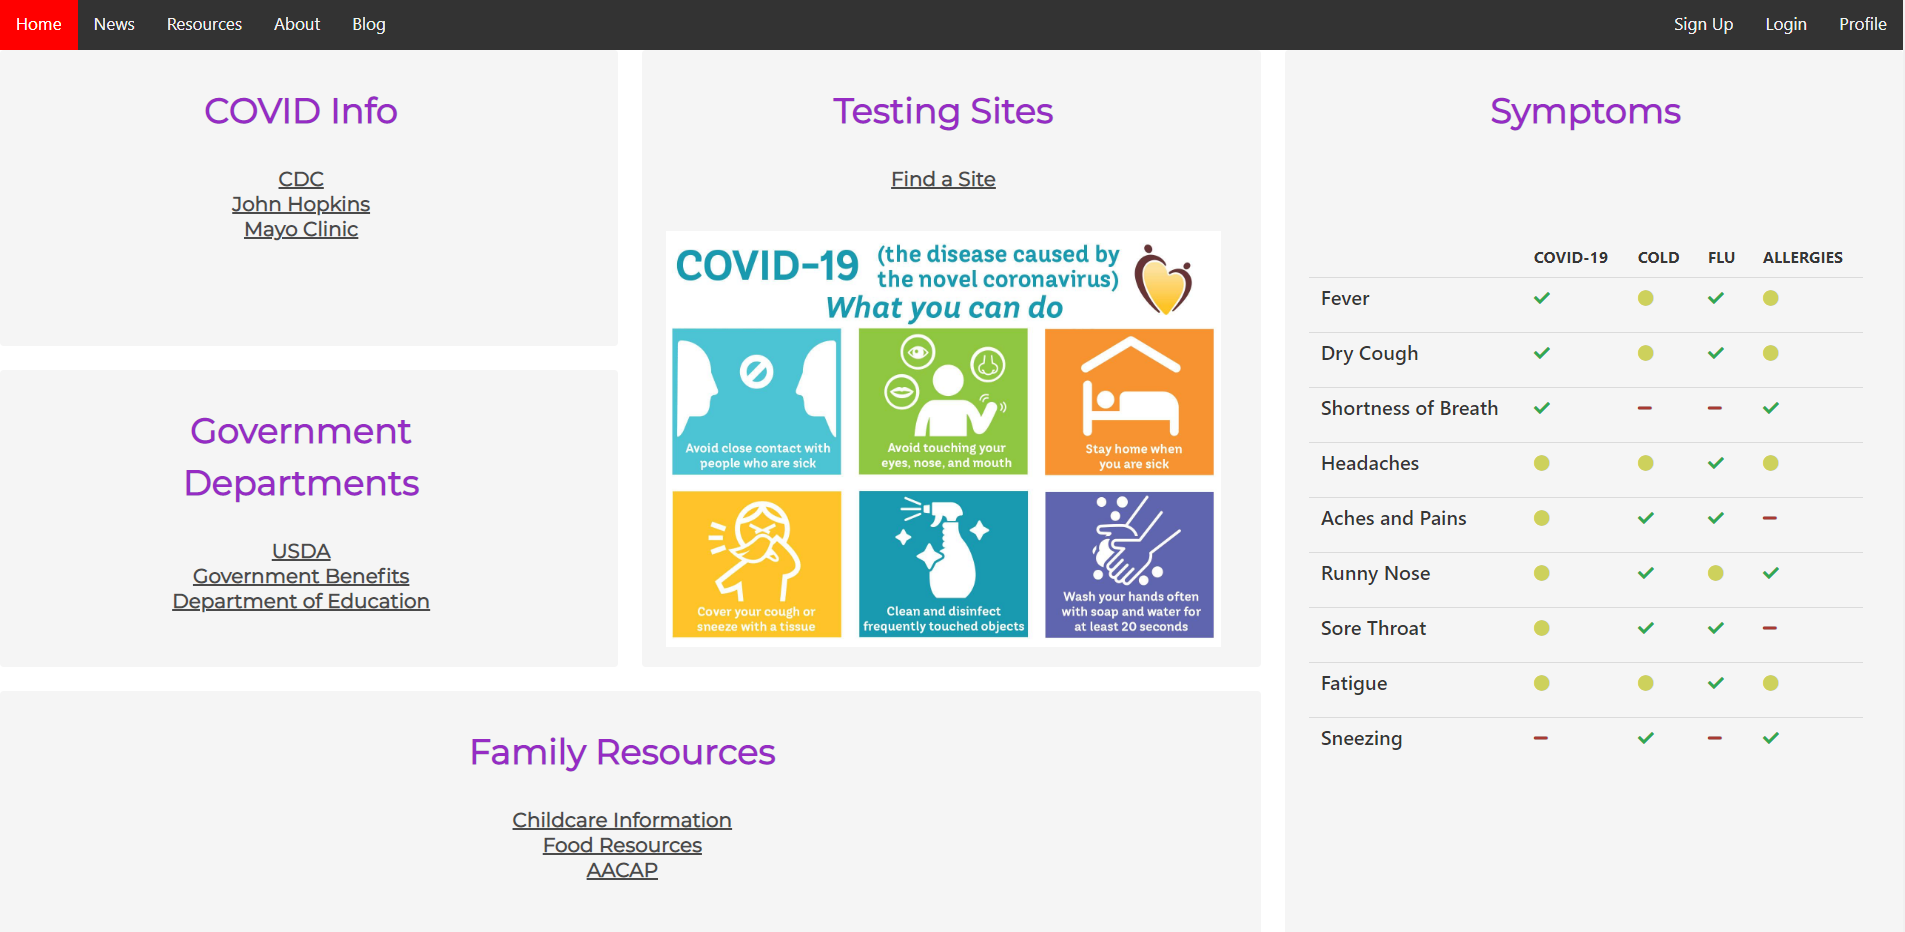 Home News Resources About Blog Sign Up Login Profile
COVID Info
CDC
John Hopkins
Mayo Clinic
Government
Departments
USDA
Government Benefits
Department of Education
Testing Sites
Find a Site
COVID-19 (the disease caused by
the novel coronavirus)
What you can do
Avoid close contact with
people who are sick
Avoid touching your
eyes, nose, and mouth
Stay home when
you are sick
Cover your cough or
sneeze with a tissue
Clean and disinfect
frequently touched objects
Wash your hands often
with soap and water for
at least 20 seconds
Family Resources
Childcare Information
Food Resources
AACAP
Symptoms
COVID-19 COLD FLU ALLERGIES
Fever
Dry Cough
Shortness of Breath
Headaches
Aches and Pains
Runny Nose
Sore Throat
Fatigue
Sneezing